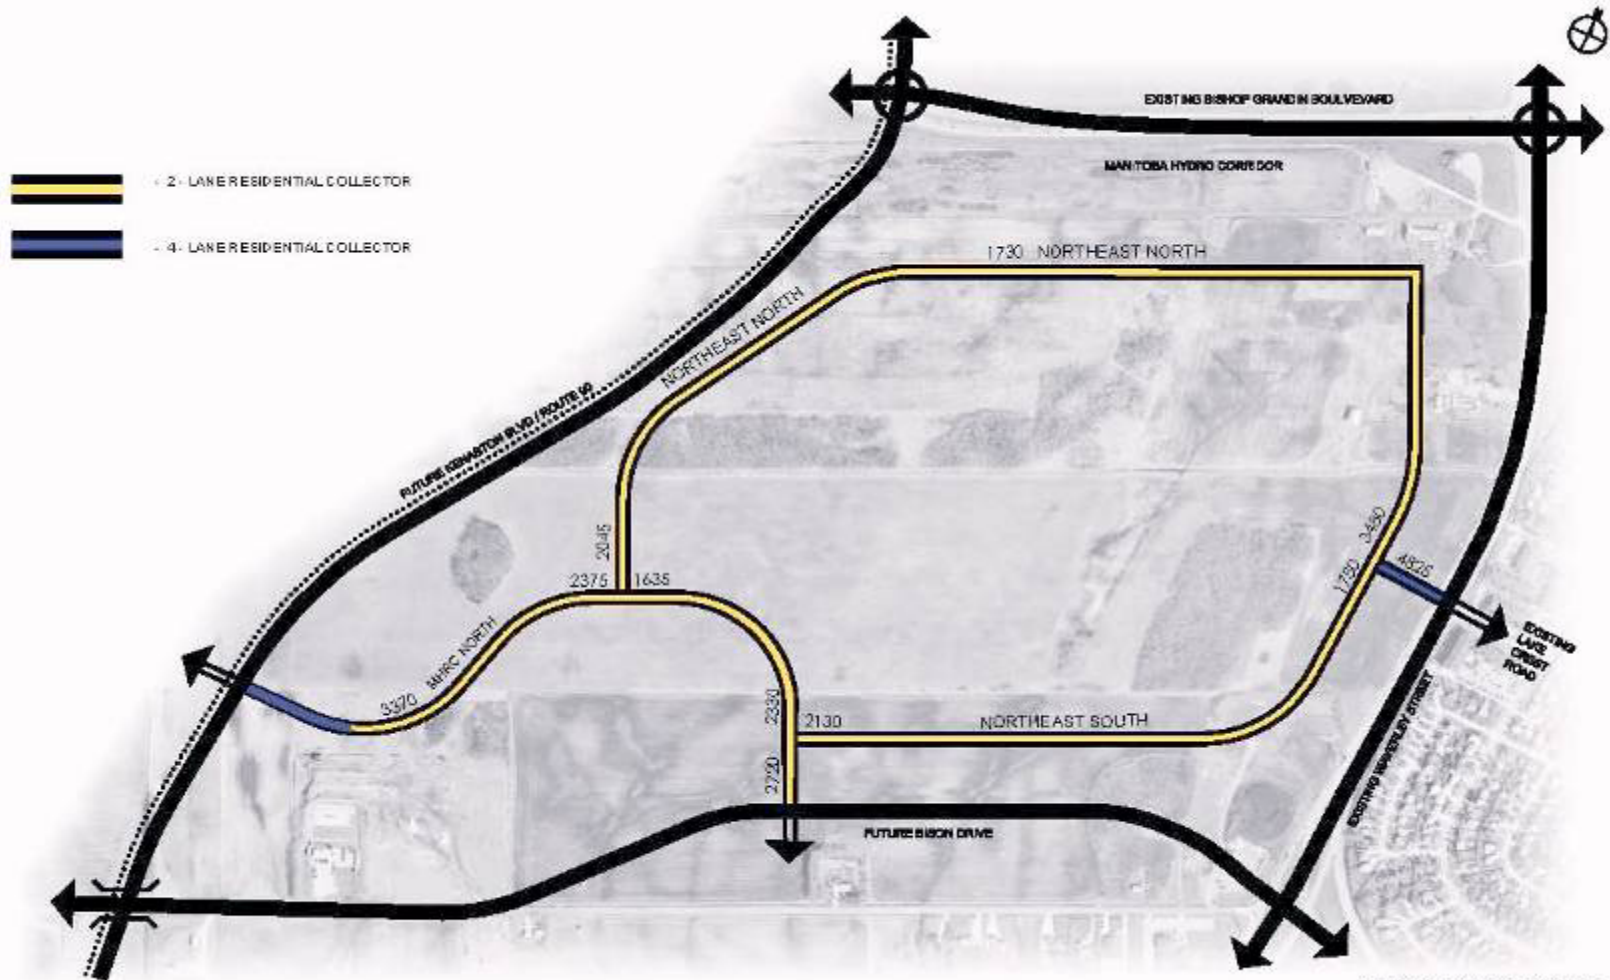 EXISTING BISHOP GRANDIN BOULVEVARD
MANITOBA HYDRO CORRIDOR
- 2 - LANE RESIDENTIAL COLLECTOR
- 4 - LANE RESIDENTIAL COLLECTOR
1730 NORTHEAST NORTH
NORTHEAST NORTH
FUTURE KENASTON BLVD / ROUTE 90
2045
3480
2375
1635
1750
4825
MHRC NORTH
EXISTING
LAKE
CREST
ROAD
3370
2330
2130
NORTHEAST SOUTH
2720
EXISTING WAVERLEY STREET
FUTURE BISON DRIVE